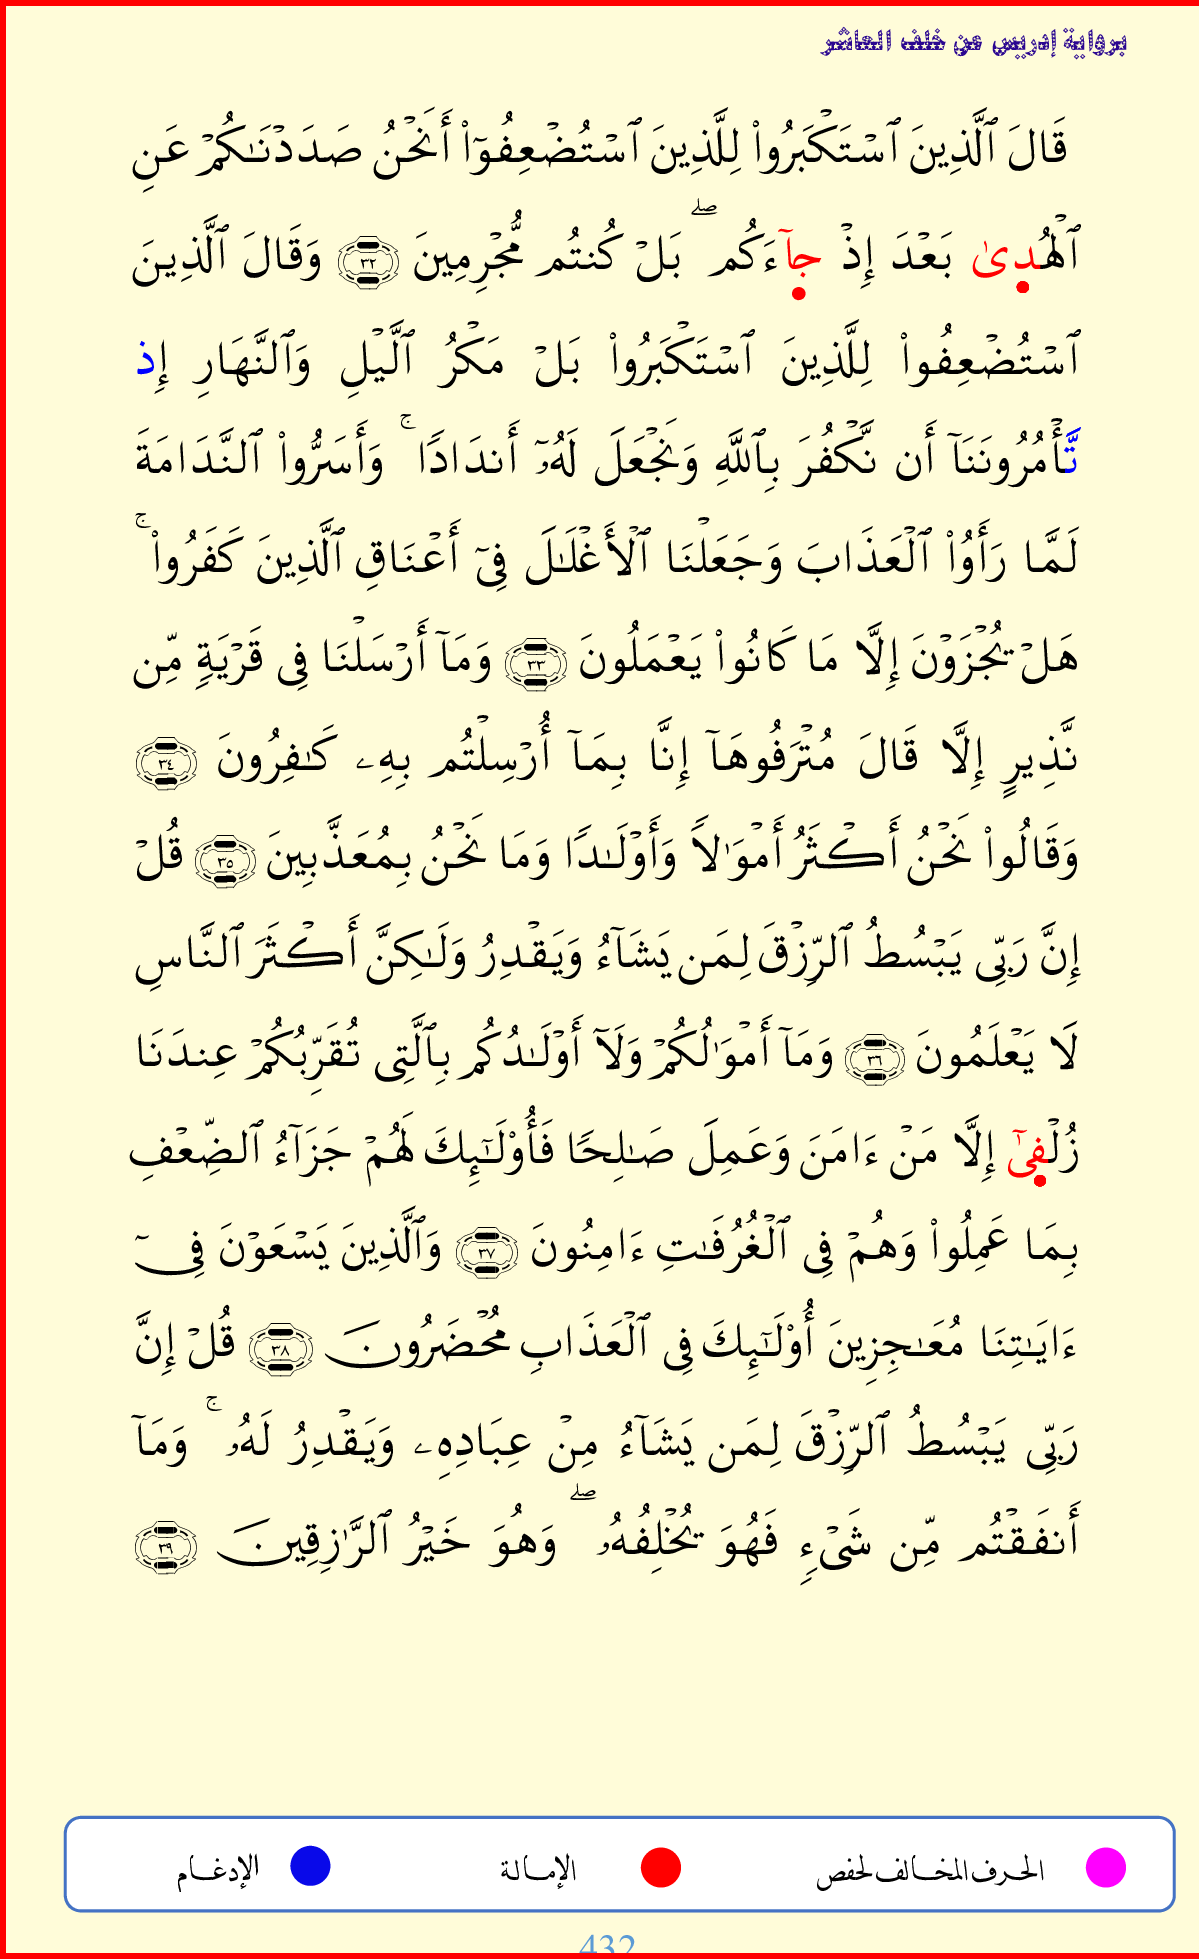 برواية إدريس عن خلف العاشر
قَالَ ٱلَّذِينَ ٱسۡتَكۡبَرُواْ لِلَّذِينَ ٱسۡتُضۡعِفُوٓاْ أَنَحۡنُ صَدَدۡنَٰكُمۡ عَنِ
ٱلۡهُدىٰ بَعۡدَ إِذۡ جآءَكُمۖ بَلۡ كُنتُم مُّجۡرِمِينَ ٣٢ وَقَالَ ٱلَّذِينَ
ٱسۡتُضۡعِفُواْ لِلَّذِينَ ٱسۡتَكۡبَرُواْ بَلۡ مَكۡرُ ٱلَّيۡلِ وَٱلنَّهَارِ إِذ
تَّأۡمُرُونَنَآ أَن نَّكۡفُرَ بِٱللَّهِ وَنَجۡعَلَ لَهُۥٓ أَندَادًاۚ وَأَسَرُّواْ ٱلنَّدَامَةَ
لَمَّا رَأَوُاْ ٱلۡعَذَابَ وَجَعَلۡنَا ٱلۡأَغۡلَٰلَ فِيٓ أَعۡنَاقِ ٱلَّذِينَ كَفَرُواْۚ
هَلۡ يُجۡزَوۡنَ إِلَّا مَا كَانُواْ يَعۡمَلُونَ ٣٣ وَمَآ أَرۡسَلۡنَا فِي قَرۡيَةٖ مِّن
نَّذِيرٍ إِلَّا قَالَ مُتۡرَفُوهَآ إِنَّا بِمَآ أُرۡسِلۡتُم بِهِۦ كَٰفِرُونَ ٣٤
وَقَالُواْ نَحۡنُ أَكۡثَرُ أَمۡوَٰلٗا وَأَوۡلَٰدٗا وَمَا نَحۡنُ بِمُعَذَّبِينَ ٣٥ قُلۡ
إِنَّ رَبِّي يَبۡسُطُ ٱلرِّزۡقَ لِمَن يَشَآءُ وَيَقۡدِرُ وَلَٰكِنَّ أَكۡثَرَ ٱلنَّاسِ
لَا يَعۡلَمُونَ ٣٦ وَمَآ أَمۡوَٰلُكُمۡ وَلَآ أَوۡلَٰدُكُم بِٱلَّتِي تُقَرِّبُكُمۡ عِندَنَا
زُلۡفىٰٓ إِلَّا مَنۡ ءَامَنَ وَعَمِلَ صَٰلِحٗا فَأُوْلَٰٓئِكَ لَهُمۡ جَزَآءُ ٱلضِّعۡفِ
بِمَا عَمِلُواْ وَهُمۡ فِي ٱلۡغُرُفَٰتِ ءَامِنُونَ ٣٧ وَٱلَّذِينَ يَسۡعَوۡنَ فِيٓ
ءَايَٰتِنَا مُعَٰجِزِينَ أُوْلَٰٓئِكَ فِي ٱلۡعَذَابِ مُحۡضَرُونَ ٣٨ قُلۡ إِنَّ
رَبِّي يَبۡسُطُ ٱلرِّزۡقَ لِمَن يَشَآءُ مِنۡ عِبَادِهِۦ وَيَقۡدِرُ لَهُۥۚ وَمَآ
أَنفَقۡتُم مِّن شَيۡءٖ فَهُوَ يُخۡلِفُهُۥۖ وَهُوَ خَيۡرُ ٱلرَّٰزِقِينَ ٣٩
الحرف المخالف لحفص الإمالة الإدغام
432